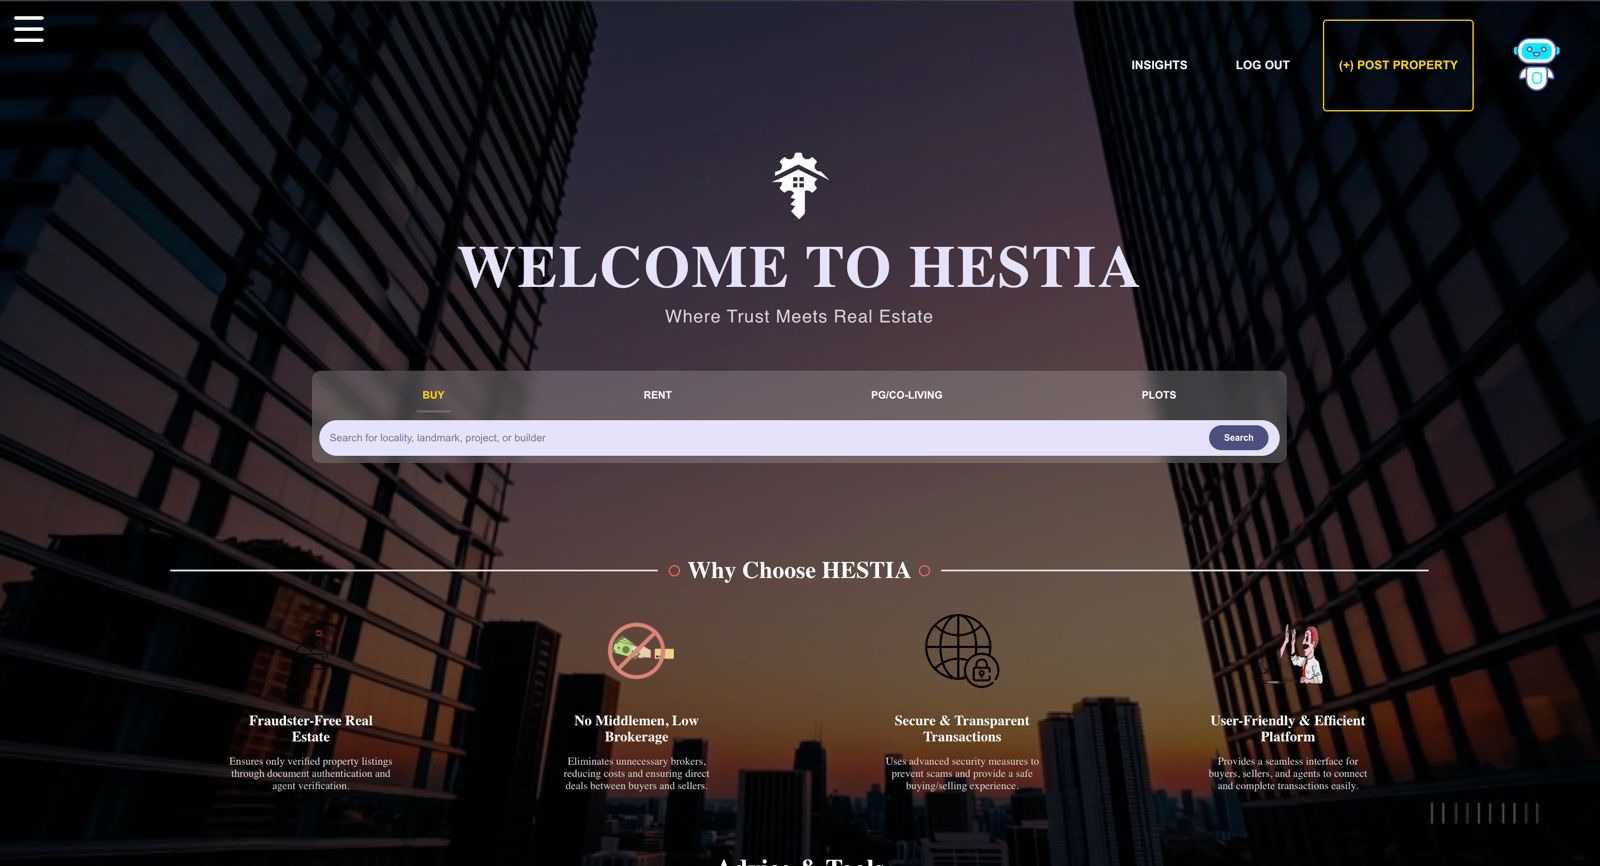 INSIGHTS
LOG OUT
(+) POST PROPERTY
WELCOME TO HESTIA
Where Trust Meets Real Estate
BUY
RENT
PG/CO-LIVING
PLOTS
Search for locality, landmark, project, or builder
Search
Why Choose HESTIA
Fraudster-Free Real
Estate
Ensures only verified property listings
through document authentication and
agent verification.
No Middlemen, Low
Brokerage
Eliminates unnecessary brokers,
reducing costs and ensuring direct
deals between buyers and sellers.
Secure & Transparent
Transactions
Uses advanced security measures to
prevent scams and provide a safe
buying/selling experience.
User-Friendly & Efficient
Platform
Provides a seamless interface for
buyers, sellers, and agents to connect
and complete transactions easily.
Advice & Tools